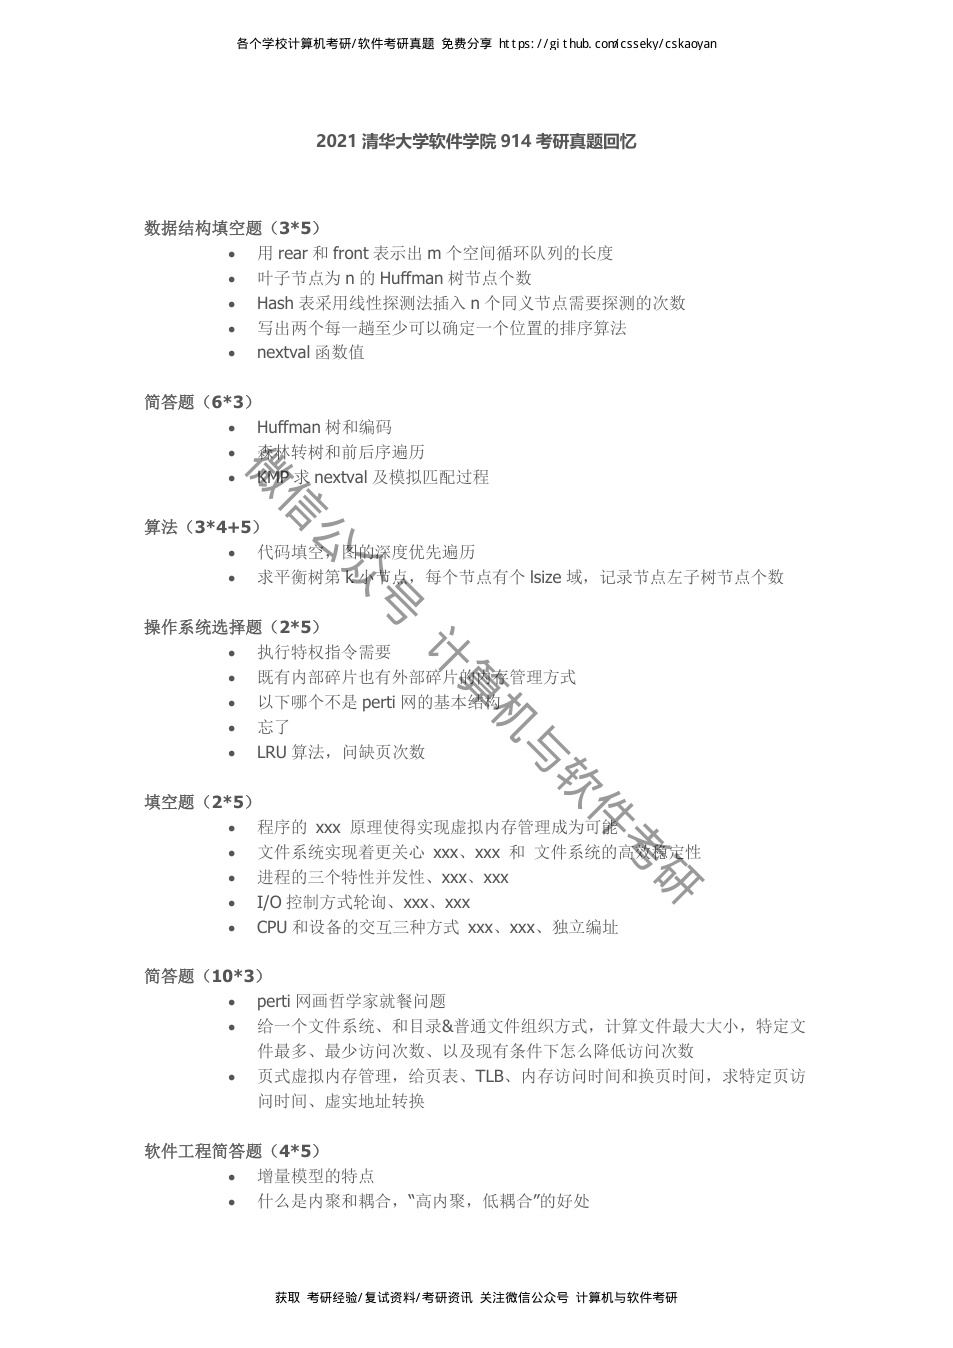 各个学校计算机考研/软件考研真题 免费分享 https://github.com/csseky/cskaoyan
2021 清华大学软件学院 914 考研真题回忆
数据结构填空题（3*5）
• 用 rear 和 front 表示出 m 个空间循环队列的长度
• 叶子节点为 n 的 Huffman 树节点个数
• Hash 表采用线性探测法插入 n 个同义节点需要探测的次数
• 写出两个每一趟至少可以确定一个位置的排序算法
• nextval 函数值
简答题（6*3）
• Huffman 树和编码
• 森林转树和前后序遍历
• KMP 求 nextval 及模拟匹配过程
算法（3*4+5）
• 代码填空，图的深度优先遍历
• 求平衡树第 k 小节点，每个节点有个 lsize 域，记录节点左子树节点个数
操作系统选择题（2*5）
• 执行特权指令需要
• 既有内部碎片也有外部碎片的内存管理方式
• 以下哪个不是 perti 网的基本结构
• 忘了
• LRU 算法，问缺页次数
填空题（2*5）
• 程序的 xxx 原理使得实现虚拟内存管理成为可能
• 文件系统实现着更关心 xxx、xxx 和 文件系统的高效稳定性
• 进程的三个特性并发性、xxx、xxx
• I/O 控制方式轮询、xxx、xxx
• CPU 和设备的交互三种方式 xxx、xxx、独立编址
简答题（10*3）
• perti 网画哲学家就餐问题
• 给一个文件系统、和目录&普通文件组织方式，计算文件最大大小，特定文
件最多、最少访问次数、以及现有条件下怎么降低访问次数
• 页式虚拟内存管理，给页表、TLB、内存访问时间和换页时间，求特定页访
问时间、虚实地址转换
软件工程简答题（4*5）
• 增量模型的特点
• 什么是内聚和耦合，“高内聚，低耦合”的好处
微信公众号 计算机与软件考研
获取 考研经验/复试资料/考研资讯 关注微信公众号 计算机与软件考研